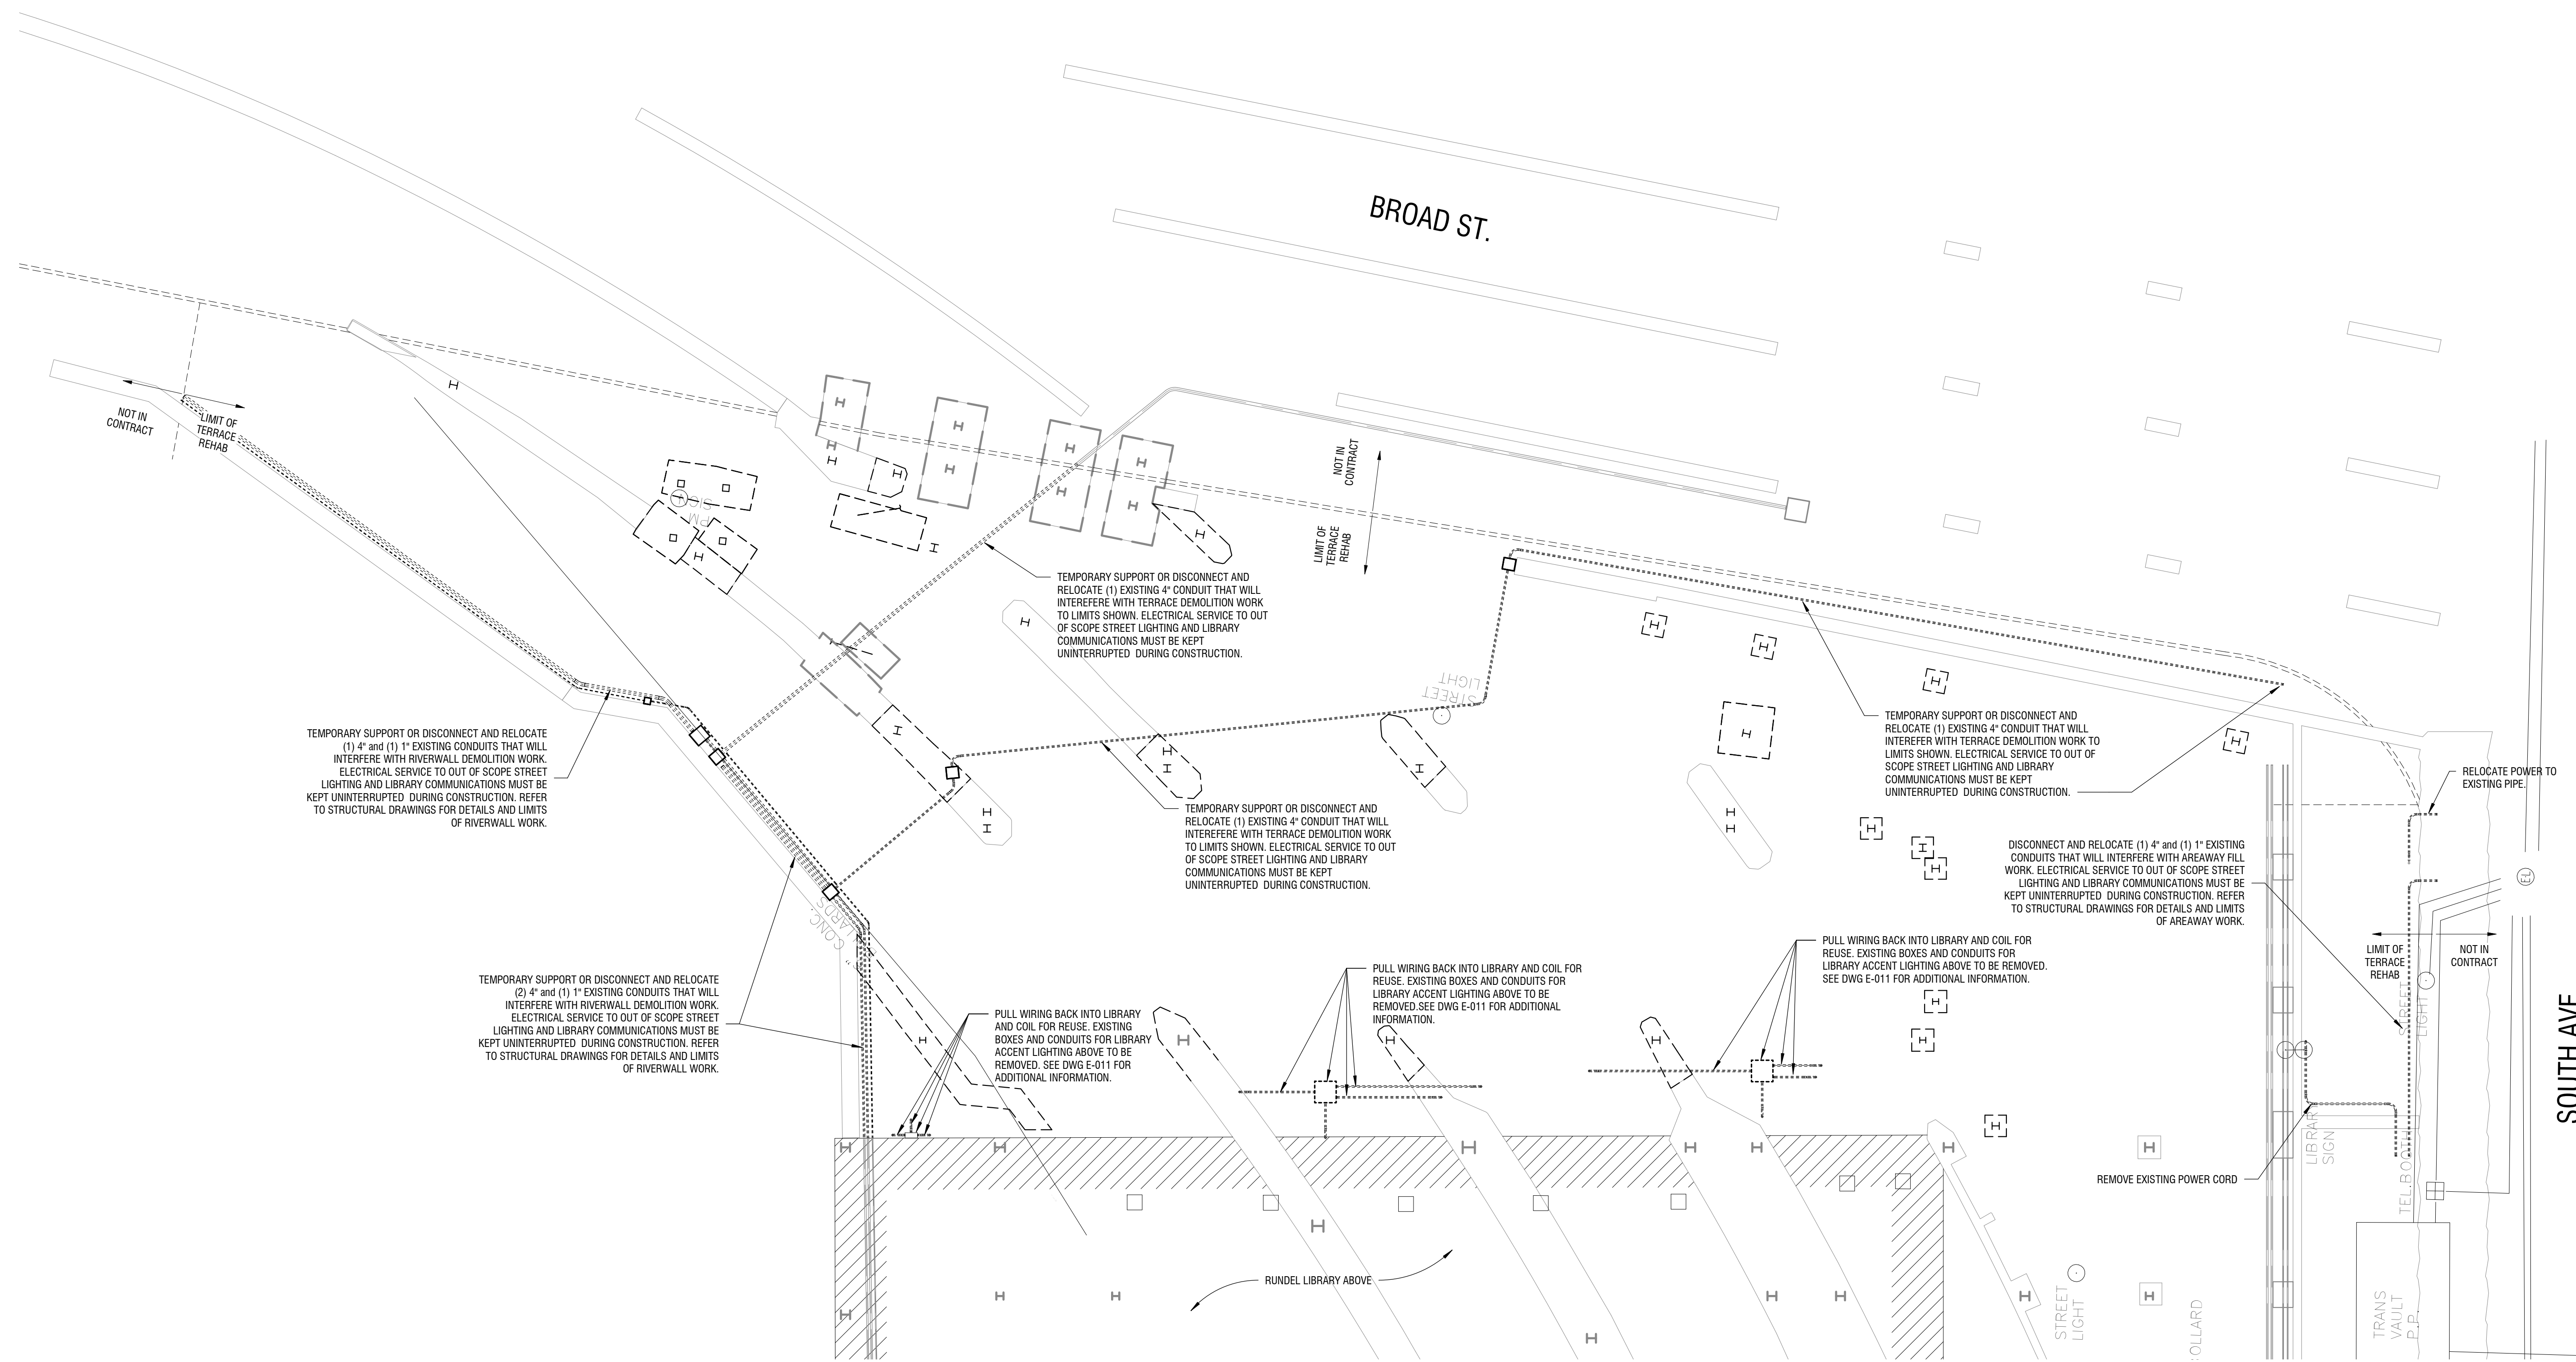 BROAD ST.
NOT IN
CONTRACT
LIMIT OF
TERRACE
REHAB
SIGN
PM
NOT IN
CONTRACT
LIMIT OF
TERRACE
REHAB
TEMPORARY SUPPORT OR DISCONNECT AND
RELOCATE (1) EXISTING 4" CONDUIT THAT WILL
INTEREFERE WITH TERRACE DEMOLITION WORK
TO LIMITS SHOWN. ELECTRICAL SERVICE TO OUT
OF SCOPE STREET LIGHTING AND LIBRARY
COMMUNICATIONS MUST BE KEPT
UNINTERRUPTED DURING CONSTRUCTION.
STREET
LIGHT
TEMPORARY SUPPORT OR DISCONNECT AND RELOCATE
(1) 4" and (1) 1" EXISTING CONDUITS THAT WILL
INTERFERE WITH RIVERWALL DEMOLITION WORK.
ELECTRICAL SERVICE TO OUT OF SCOPE STREET
LIGHTING AND LIBRARY COMMUNICATIONS MUST BE
KEPT UNINTERRUPTED DURING CONSTRUCTION. REFER
TO STRUCTURAL DRAWINGS FOR DETAILS AND LIMITS
OF RIVERWALL WORK.
TEMPORARY SUPPORT OR DISCONNECT AND
RELOCATE (1) EXISTING 4" CONDUIT THAT WILL
INTEREFER WITH TERRACE DEMOLITION WORK TO
LIMITS SHOWN. ELECTRICAL SERVICE TO OUT OF
SCOPE STREET LIGHTING AND LIBRARY
COMMUNICATIONS MUST BE KEPT
UNINTERRUPTED DURING CONSTRUCTION.
RELOCATE POWER TO
EXISTING PIPE.
TEMPORARY SUPPORT OR DISCONNECT AND
RELOCATE (1) EXISTING 4" CONDUIT THAT WILL
INTEREFERE WITH TERRACE DEMOLITION WORK
TO LIMITS SHOWN. ELECTRICAL SERVICE TO OUT
OF SCOPE STREET LIGHTING AND LIBRARY
COMMUNICATIONS MUST BE KEPT
UNINTERRUPTED DURING CONSTRUCTION.
DISCONNECT AND RELOCATE (1) 4" and (1) 1" EXISTING
CONDUITS THAT WILL INTERFERE WITH AREAWAY FILL
WORK. ELECTRICAL SERVICE TO OUT OF SCOPE STREET
LIGHTING AND LIBRARY COMMUNICATIONS MUST BE
KEPT UNINTERRUPTED DURING CONSTRUCTION. REFER
TO STRUCTURAL DRAWINGS FOR DETAILS AND LIMITS
OF AREAWAY WORK.
EL
CONC.
LIMIT OF
TERRACE
REHAB
NOT IN
CONTRACT
TEMPORARY SUPPORT OR DISCONNECT AND RELOCATE
(2) 4" and (1) 1" EXISTING CONDUITS THAT WILL
INTERFERE WITH RIVERWALL DEMOLITION WORK.
ELECTRICAL SERVICE TO OUT OF SCOPE STREET
LIGHTING AND LIBRARY COMMUNICATIONS MUST BE
KEPT UNINTERRUPTED DURING CONSTRUCTION. REFER
TO STRUCTURAL DRAWINGS FOR DETAILS AND LIMITS
OF RIVERWALL WORK.
PULL WIRING BACK INTO LIBRARY
AND COIL FOR REUSE. EXISTING
BOXES AND CONDUITS FOR LIBRARY
ACCENT LIGHTING ABOVE TO BE
REMOVED. SEE DWG E-011 FOR
ADDITIONAL INFORMATION.
PULL WIRING BACK INTO LIBRARY AND COIL FOR
REUSE. EXISTING BOXES AND CONDUITS FOR
LIBRARY ACCENT LIGHTING ABOVE TO BE
REMOVED.SEE DWG E-011 FOR ADDITIONAL
INFORMATION.
PULL WIRING BACK INTO LIBRARY AND COIL FOR
REUSE. EXISTING BOXES AND CONDUITS FOR
LIBRARY ACCENT LIGHTING ABOVE TO BE REMOVED.
SEE DWG E-011 FOR ADDITIONAL INFORMATION.
STREET
LIGHT
SOUTH AVE
LIBRARY
SIGN
TEL.BOOTH
REMOVE EXISTING POWER CORD
RUNDEL LIBRARY ABOVE
STREET
LIGHT
OLLARD
TRANS
VAULT
P.P.